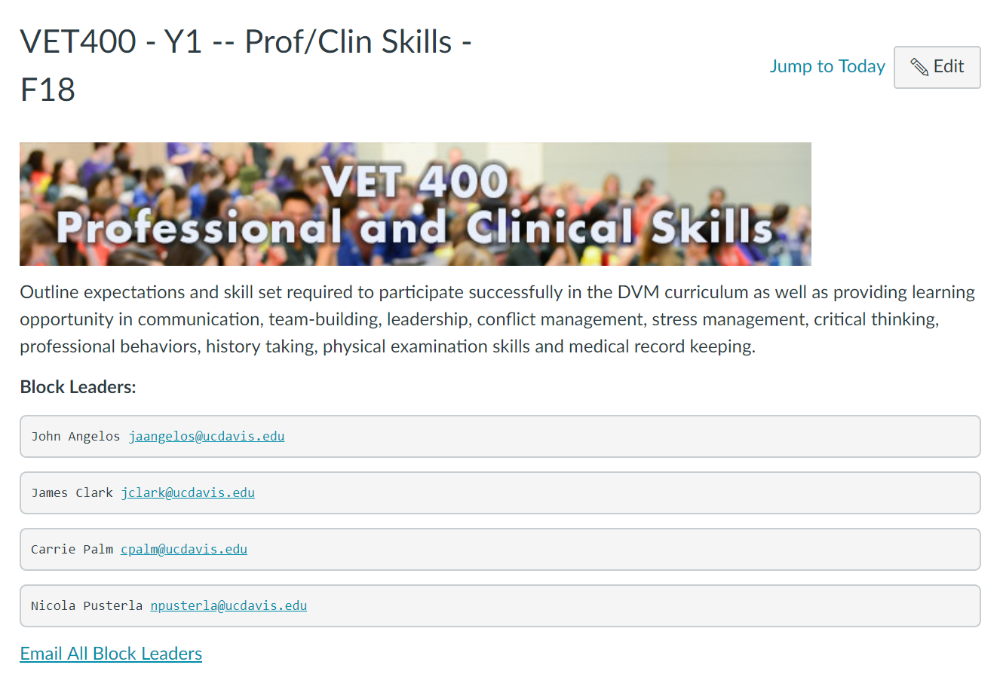 VET400 - Y1 -- Prof/Clin Skills -
F18
Jump to Today
Edit
VET 400
Professional and Clinical Skills
Outline expectations and skill set required to participate successfully in the DVM curriculum as well as providing learning
opportunity in communication, team-building, leadership, conflict management, stress management, critical thinking,
professional behaviors, history taking, physical examination skills and medical record keeping.
Block Leaders:
John Angelos jaangelos@ucdavis.edu
James Clark jclark@ucdavis.edu
Carrie Palm cpalm@ucdavis.edu
Nicola Pusterla npusterla@ucdavis.edu
Email All Block Leaders